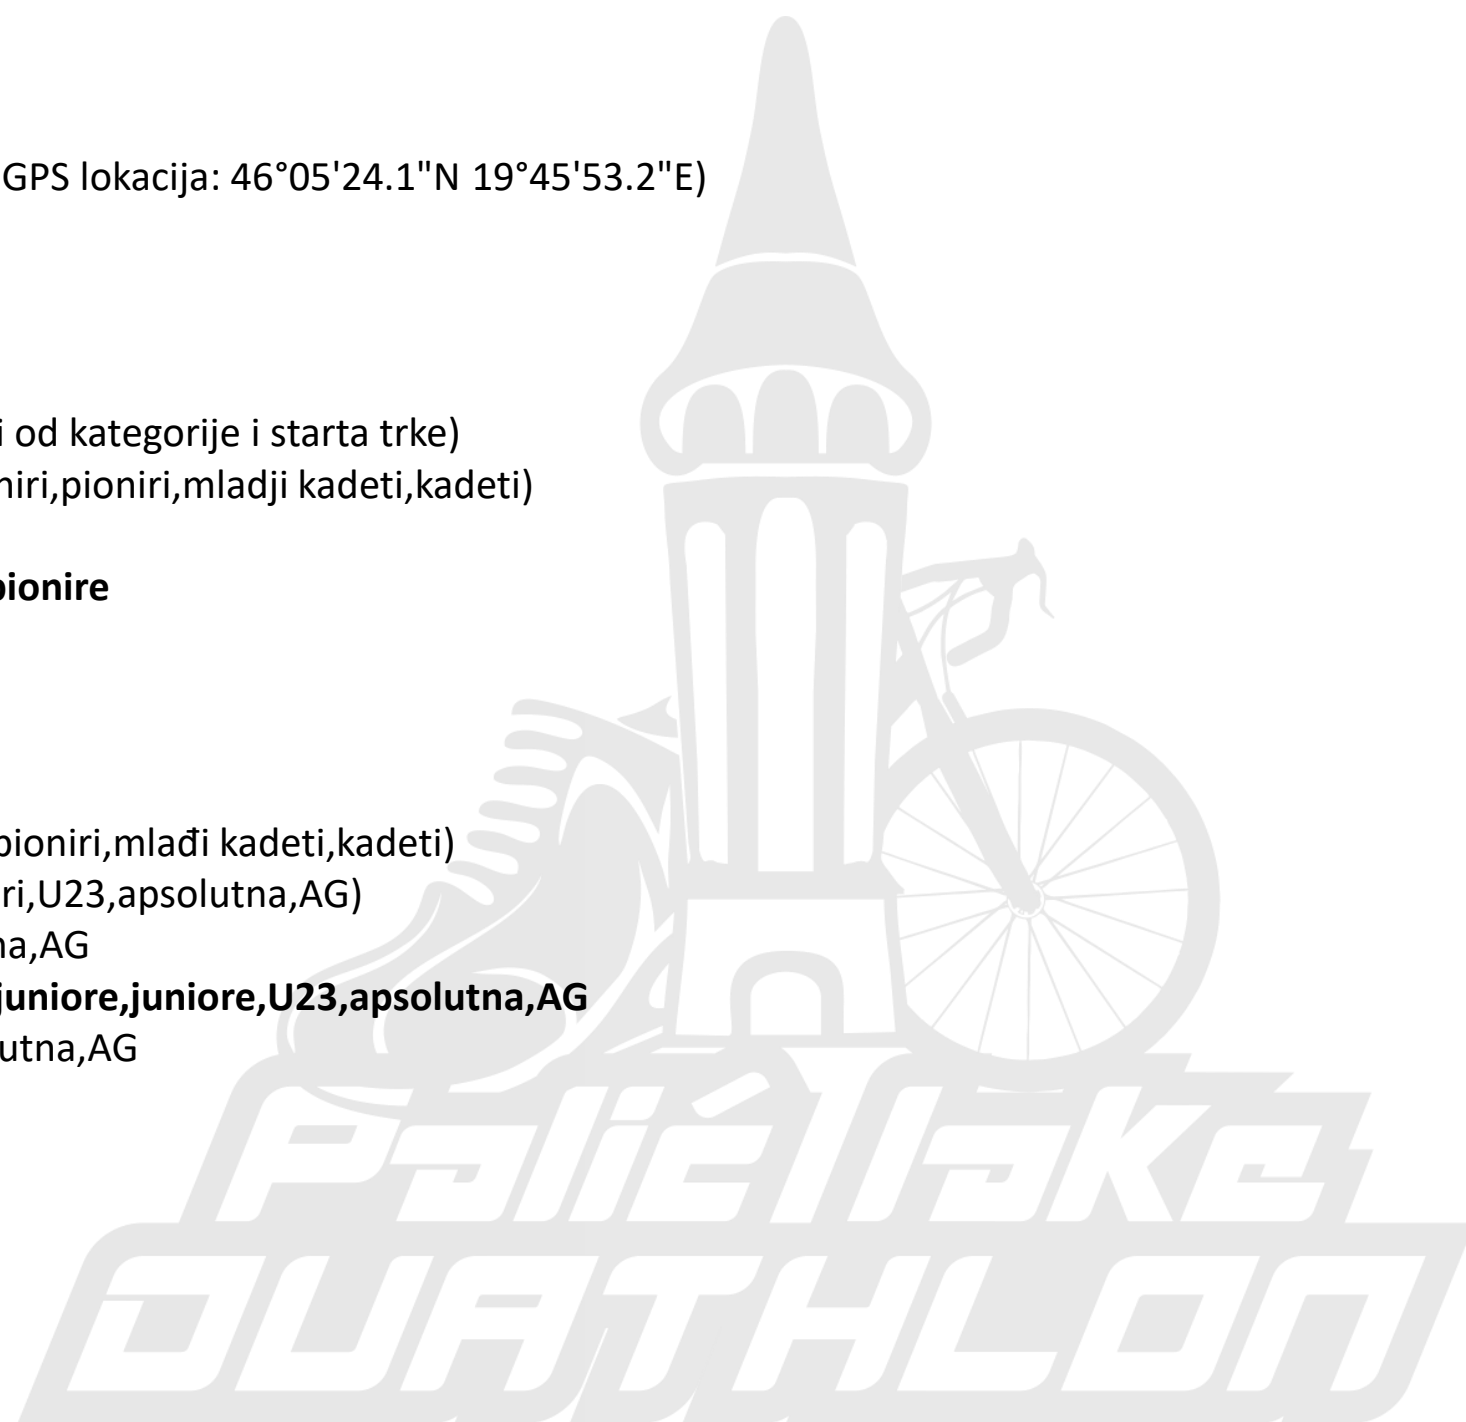 GPS lokacija: 46°05'24.1"N 19°45'53.2"E)
i od kategorije i starta trke)
niri,pioniri,mladji kadeti,kadeti)
pionire
pioniri,mlađi kadeti,kadeti)
ri,U23,apsolutna,AG)
na,AG
juniore,juniore,U23,apsolutna,AG
utna,AG
Palić lake
DUATHLON